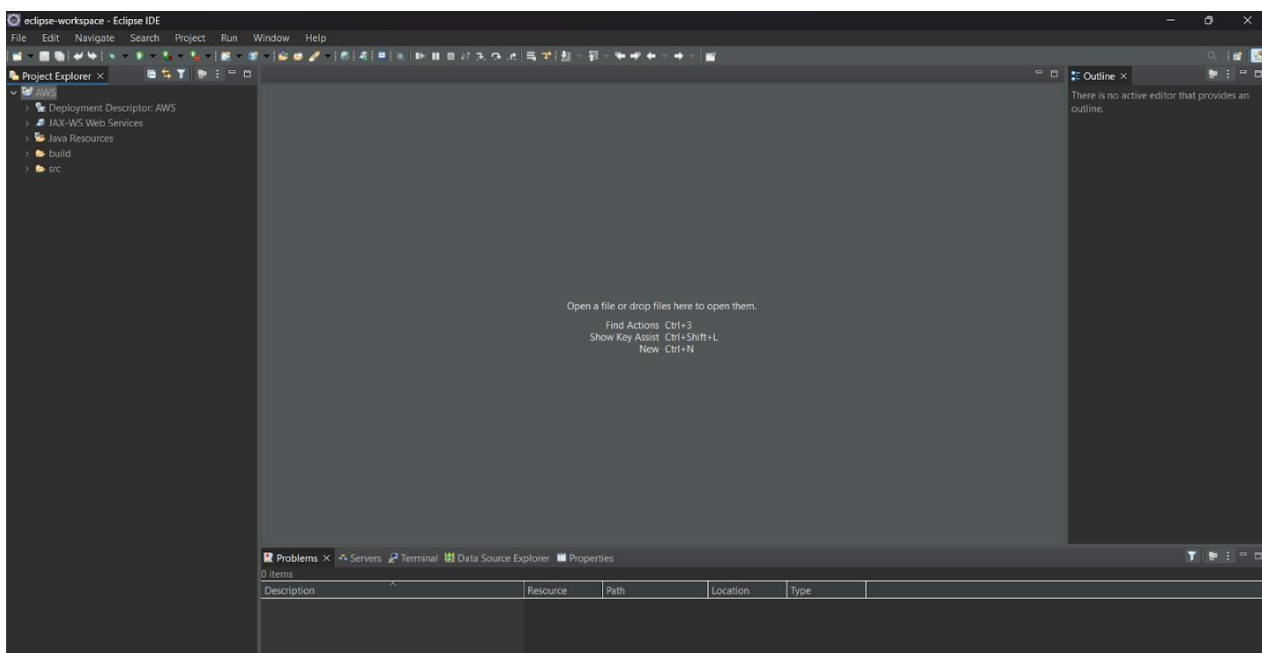 eclipse-workspace - Eclipse IDE
File Edit Navigate Search Project Run Window Help
Project Explorer
Outline
AWS
Deployment Descriptor: AWS
JAX-WS Web Services
Java Resources
build
src
There is no active editor that provides an
outline.
Open a file or drop files here to open them.
Find Actions Ctrl+3
Show Key Assist Ctrl+Shift+L
New Ctrl+N
Problems Servers Terminal Data Source Explorer Properties
0 items
Description Resource Path Location Type